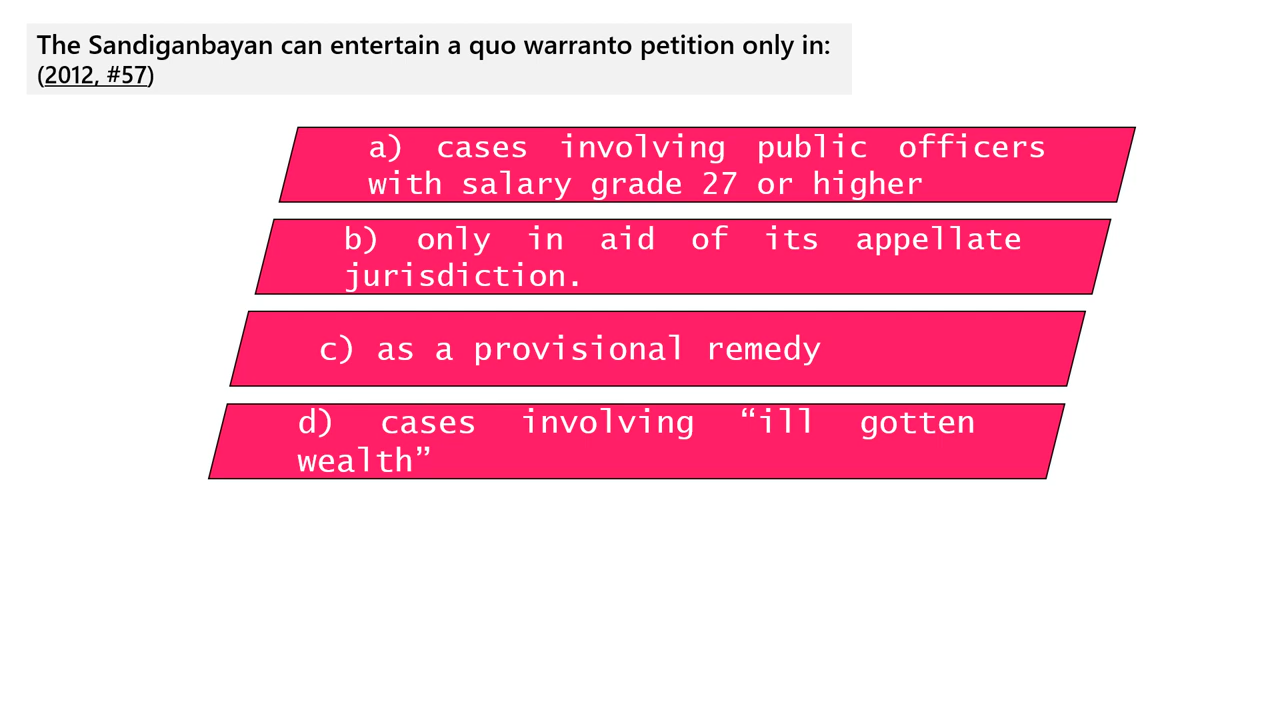 The Sandiganbayan can entertain a quo warranto petition only in:
(2012, #57)
a) cases involving public officers
with salary grade 27 or higher
b) only in aid of its appellate
jurisdiction.
c) as a provisional remedy
d) cases involving “ill gotten
wealth”